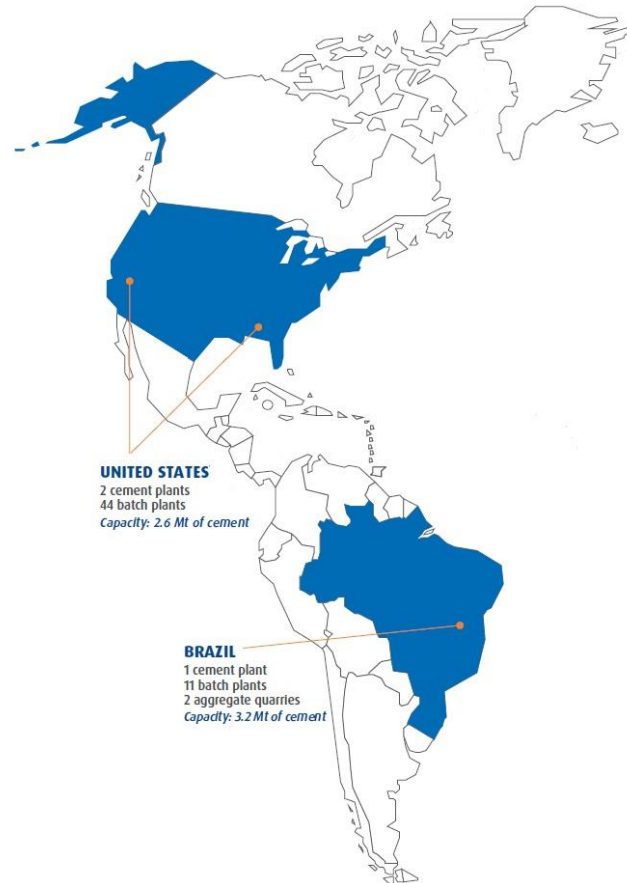 UNITED STATES
2 cement plants
44 batch plants
Capacity: 2.6 Mt of cement
BRAZIL
1 cement plant
11 batch plants
2 aggregate quarries
Capacity: 3.2 Mt of cement